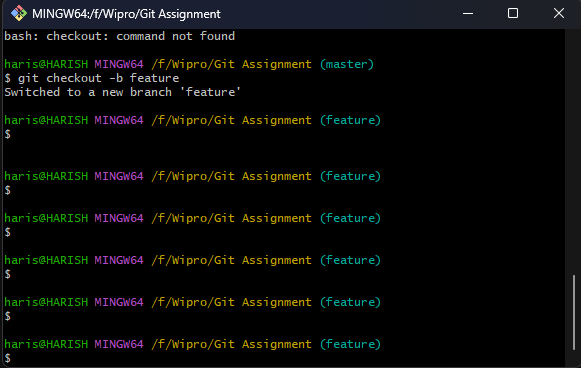 MINGW64:/f/Wipro/Git Assignment
bash: checkout: command not found
haris@HARISH MINGW64 /f/Wipro/Git Assignment (master)
$ git checkout -b feature
Switched to a new branch 'feature'
haris@HARISH MINGW64 /f/Wipro/Git Assignment (feature)
$
haris@HARISH MINGW64 /f/Wipro/Git Assignment (feature)
$
haris@HARISH MINGW64 /f/Wipro/Git Assignment (feature)
$
haris@HARISH MINGW64 /f/Wipro/Git Assignment (feature)
$
haris@HARISH MINGW64 /f/Wipro/Git Assignment (feature)
$
haris@HARISH MINGW64 /f/Wipro/Git Assignment (feature)
$